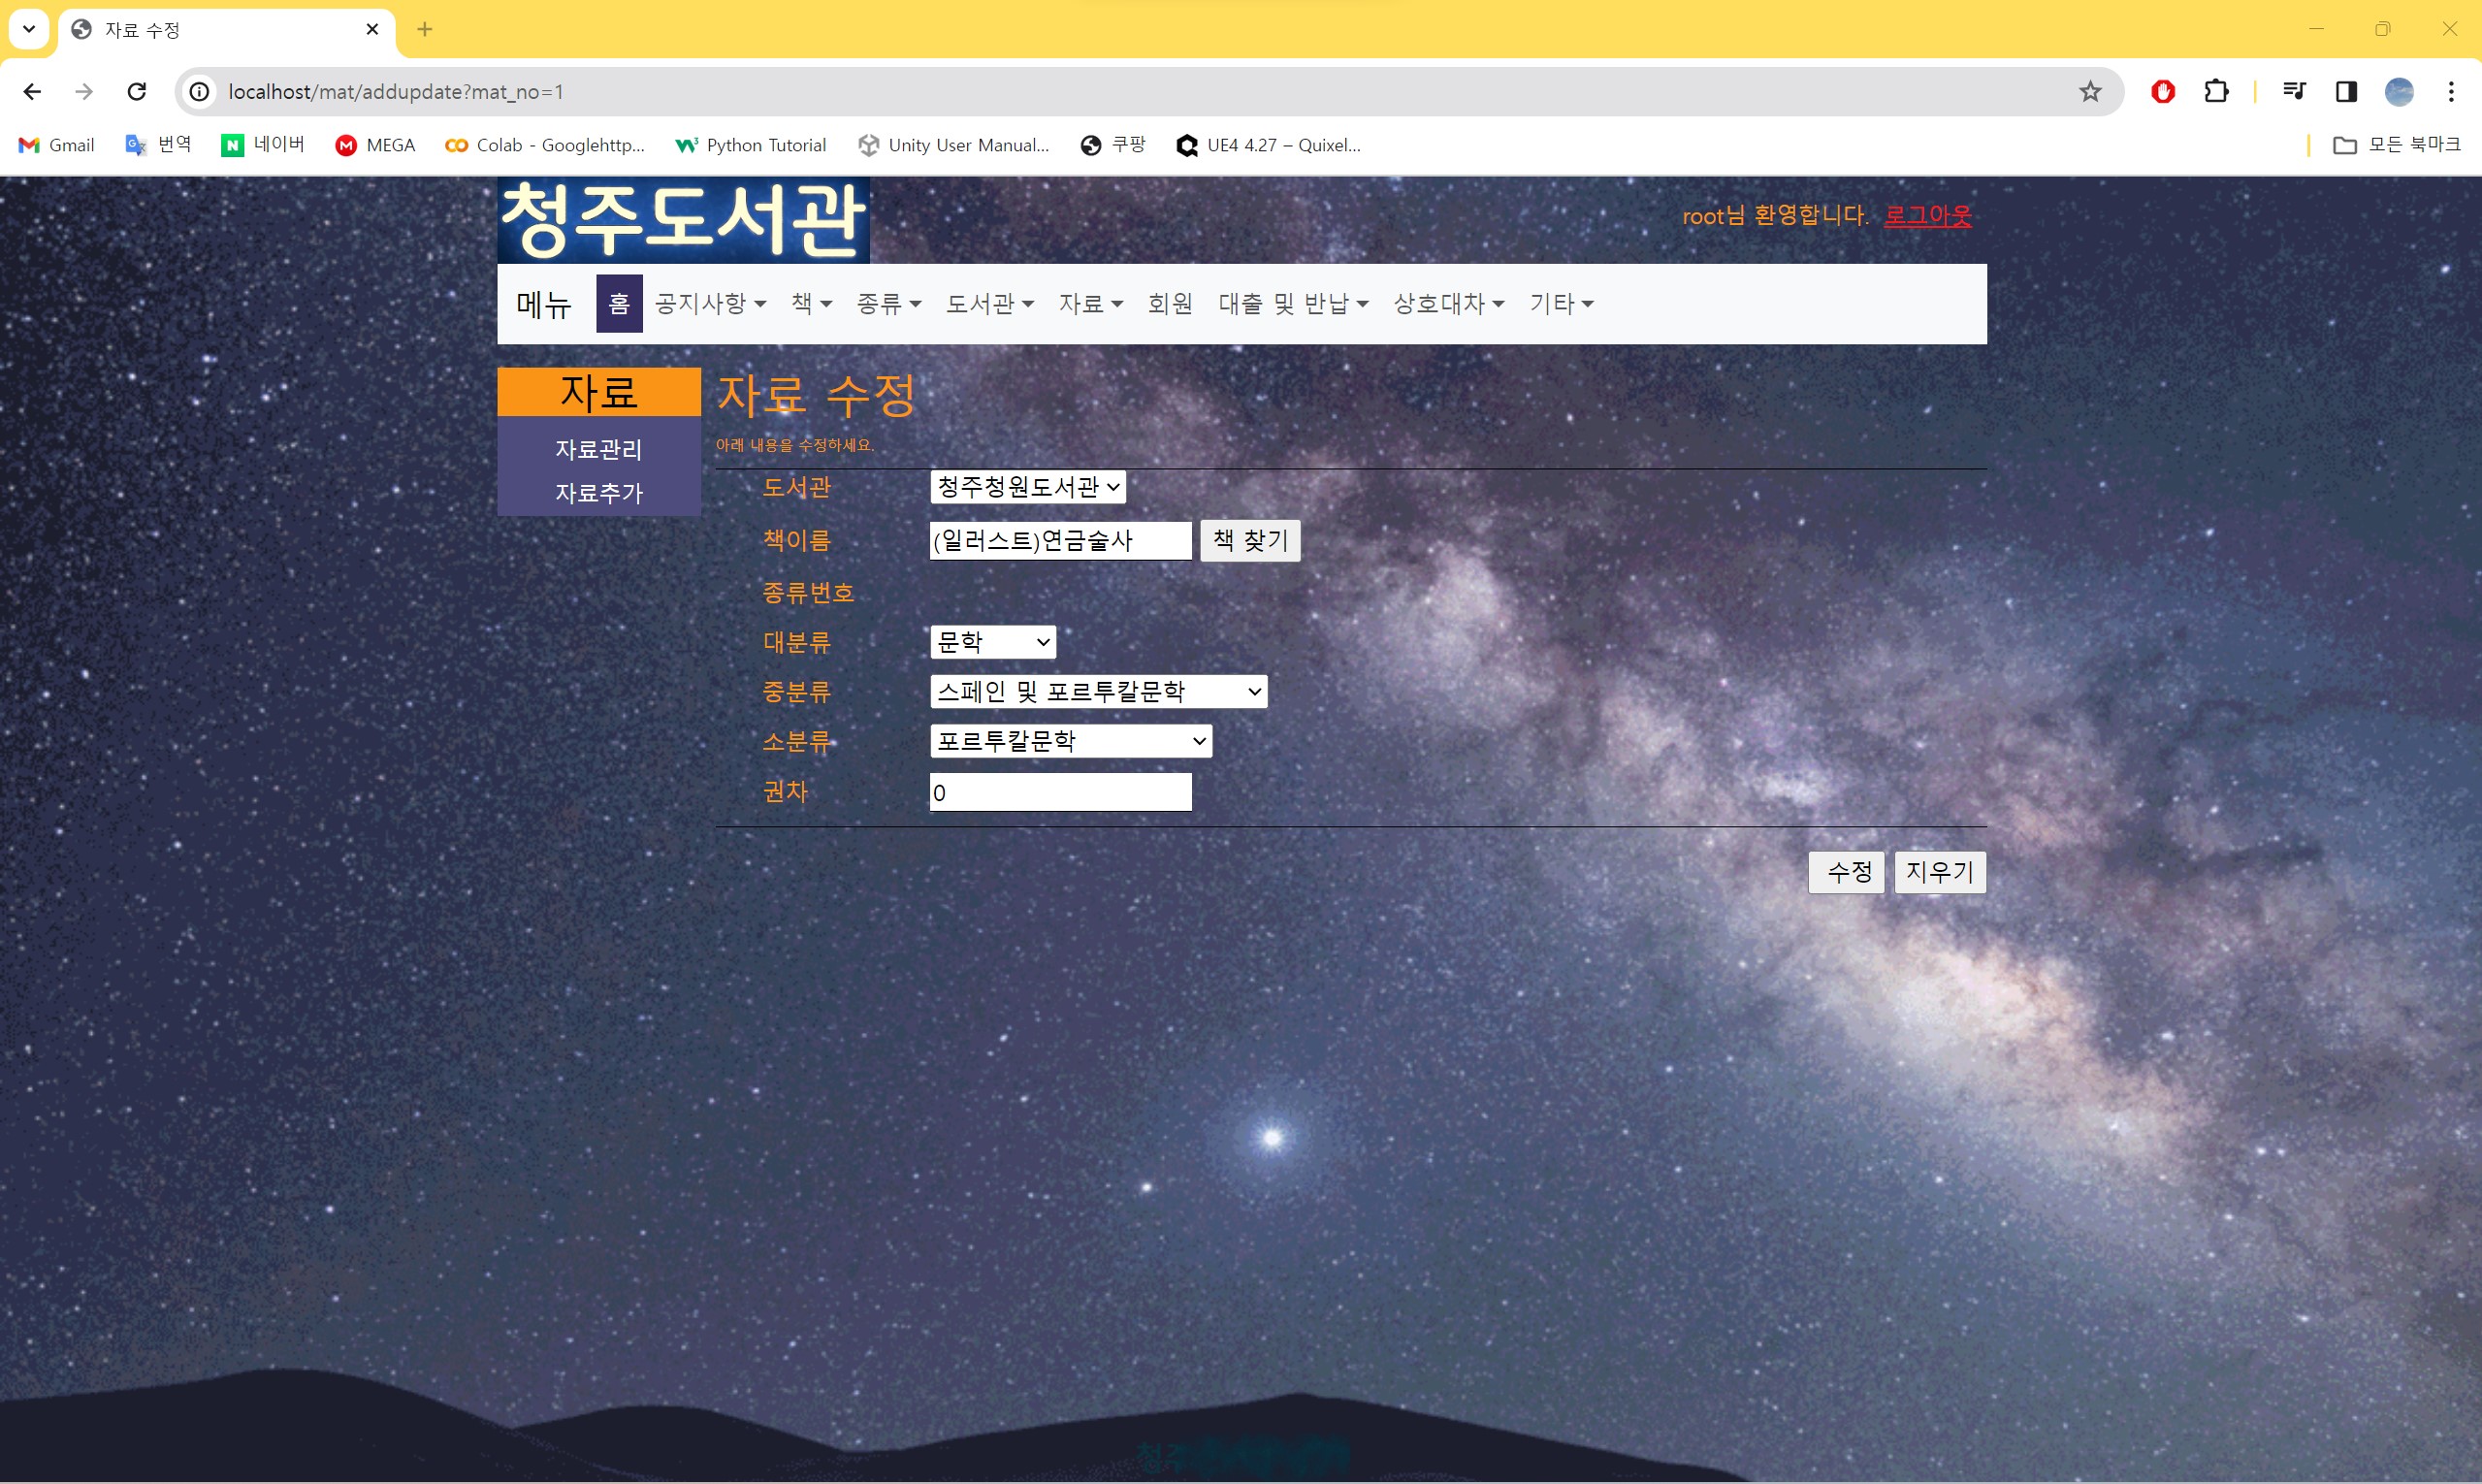 자료 수정
localhost/mat/addupdate?mat_no=1
Gmail 번역 네이버 MEGA Colab - Googlehttp... Python Tutorial Unity User Manual... 쿠팡 UE4 4.27 – Quixel... 모든 북마크
청주도서관
root님 환영합니다. 로그아웃
메뉴 홈 공지사항 책 종류 도서관 자료 회원 대출 및 반납 상호대차 기타
자료
자료관리
자료추가
자료 수정
아래 내용을 수정하세요.
도서관 청주청원도서관
책이름 (일러스트)연금술사 책 찾기
종류번호
대분류 문학
중분류 스페인 및 포르투칼문학
소분류 포르투칼문학
권차 0
수정 지우기